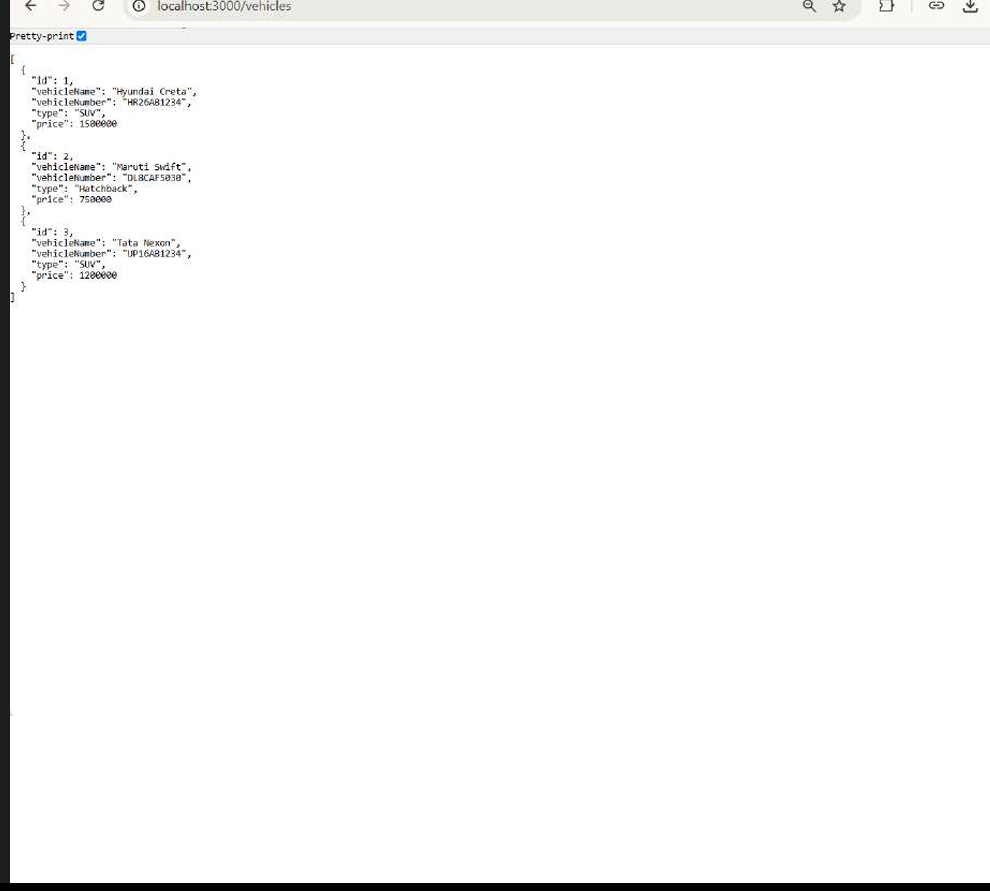 localhost:3000/vehicles
Pretty-print
[
  {
    "id": 1,
    "vehicleName": "Hyundai Creta",
    "vehicleNumber": "HR26AB1234",
    "type": "SUV",
    "price": 1500000
  },
  {
    "id": 2,
    "vehicleName": "Maruti Swift",
    "vehicleNumber": "DL8CAF5030",
    "type": "Hatchback",
    "price": 750000
  },
  {
    "id": 3,
    "vehicleName": "Tata Nexon",
    "vehicleNumber": "UP16AB1234",
    "type": "SUV",
    "price": 1200000
  }
]